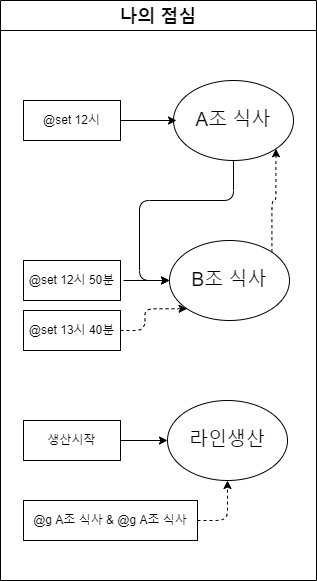 나의 점심
@set 12시
A조 식사
@set 12시 50분
B조 식사
@set 13시 40분
생산시작
라인생산
@g A조 식사 & @g A조 식사